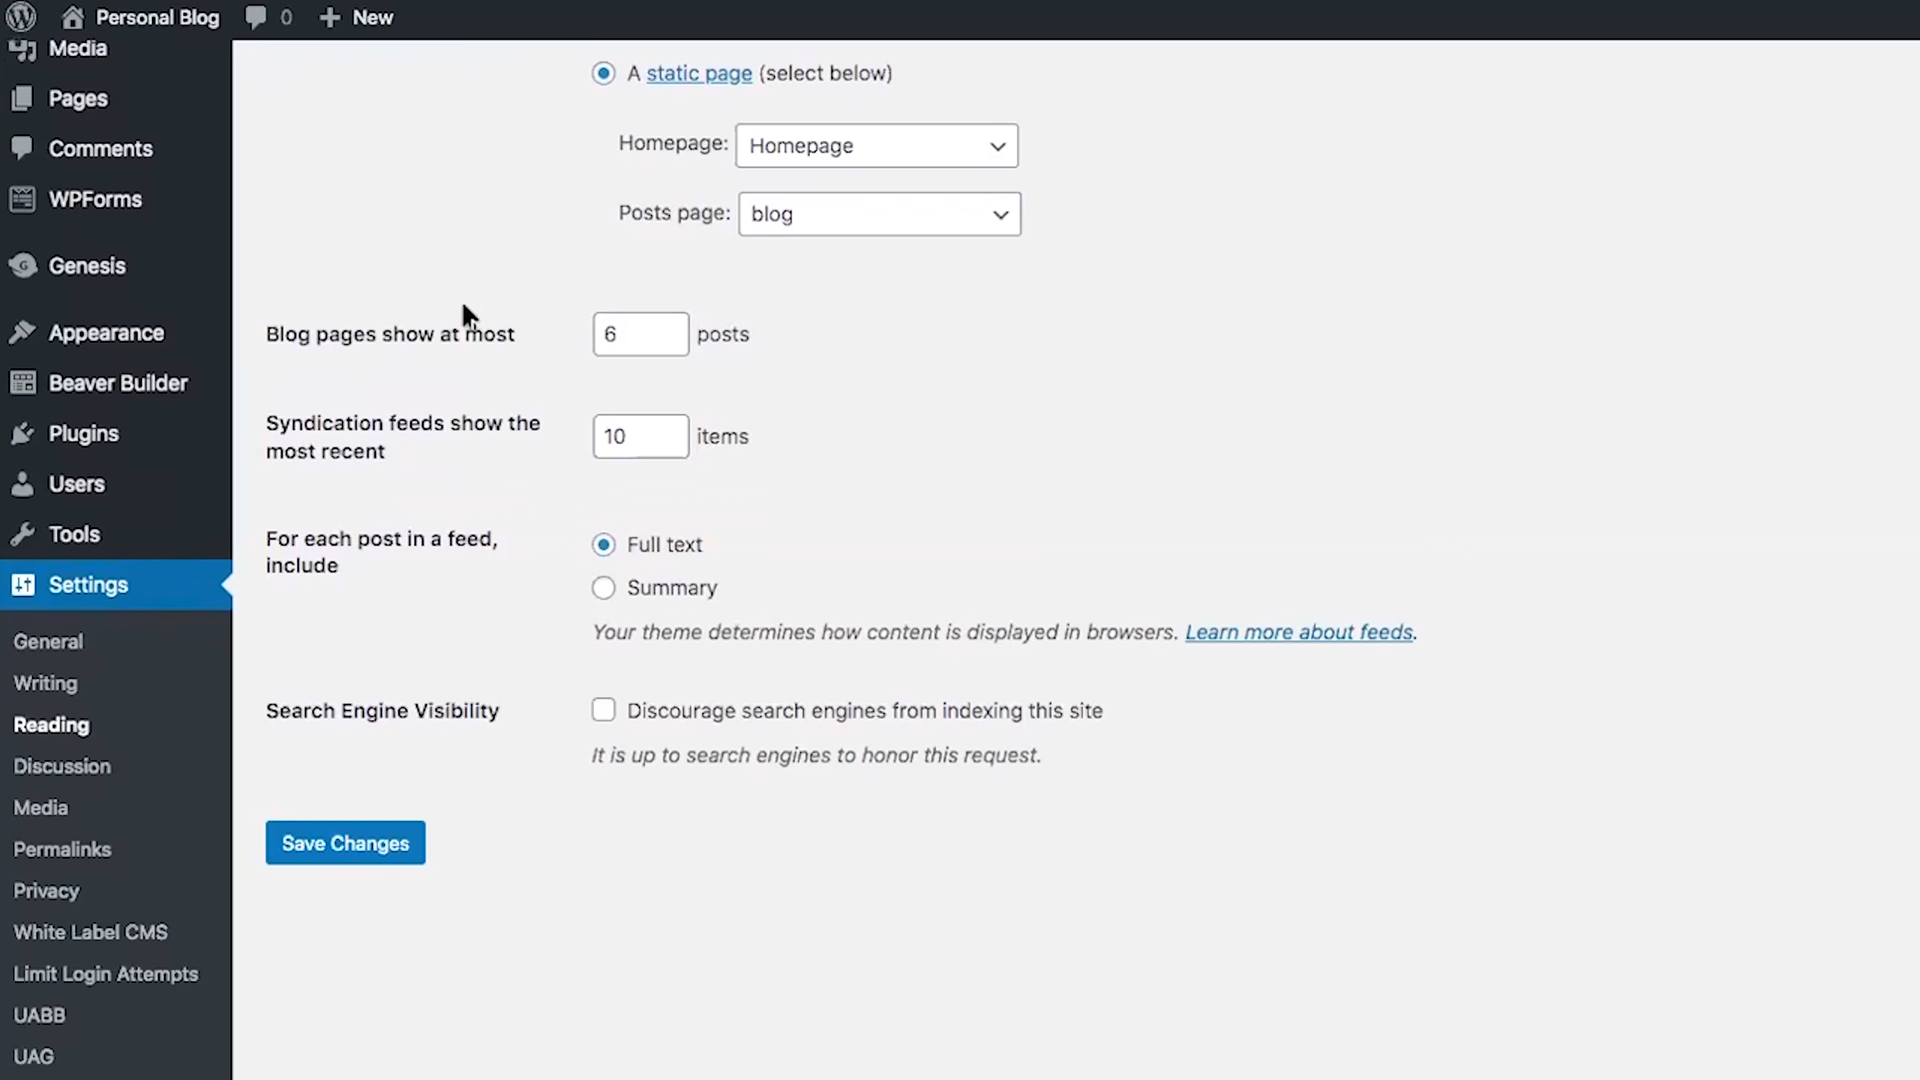 Personal Blog 0 New
Media
Pages
Comments
WPForms
Genesis
Appearance
Beaver Builder
Plugins
Users
Tools
Settings
General
Writing
Reading
Discussion
Media
Permalinks
Privacy
White Label CMS
Limit Login Attempts
UABB
UAG
A static page (select below)
Homepage: Homepage
Posts page: blog
Blog pages show at most 6 posts
Syndication feeds show the
most recent
10 items
For each post in a feed,
include
Full text
Summary
Your theme determines how content is displayed in browsers. Learn more about feeds.
Search Engine Visibility
Discourage search engines from indexing this site
It is up to search engines to honor this request.
Save Changes